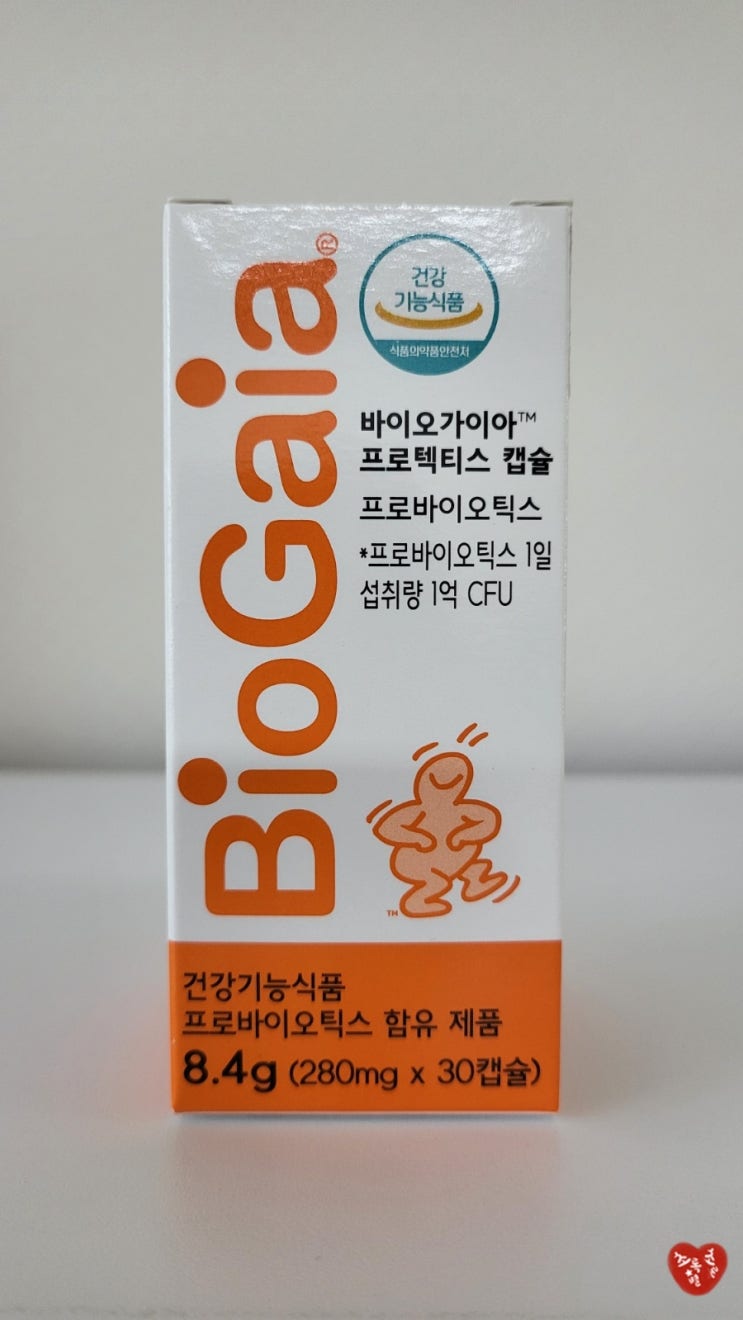 BioGaia®
건강
기능식품
식품의약품안전처
바이오가이아™
프로텍티스 캡슐
프로바이오틱스
*프로바이오틱스 1일
섭취량 1억 CFU
TM
건강기능식품
프로바이오틱스 함유 제품
8.4g (280mg x 30캡슐)